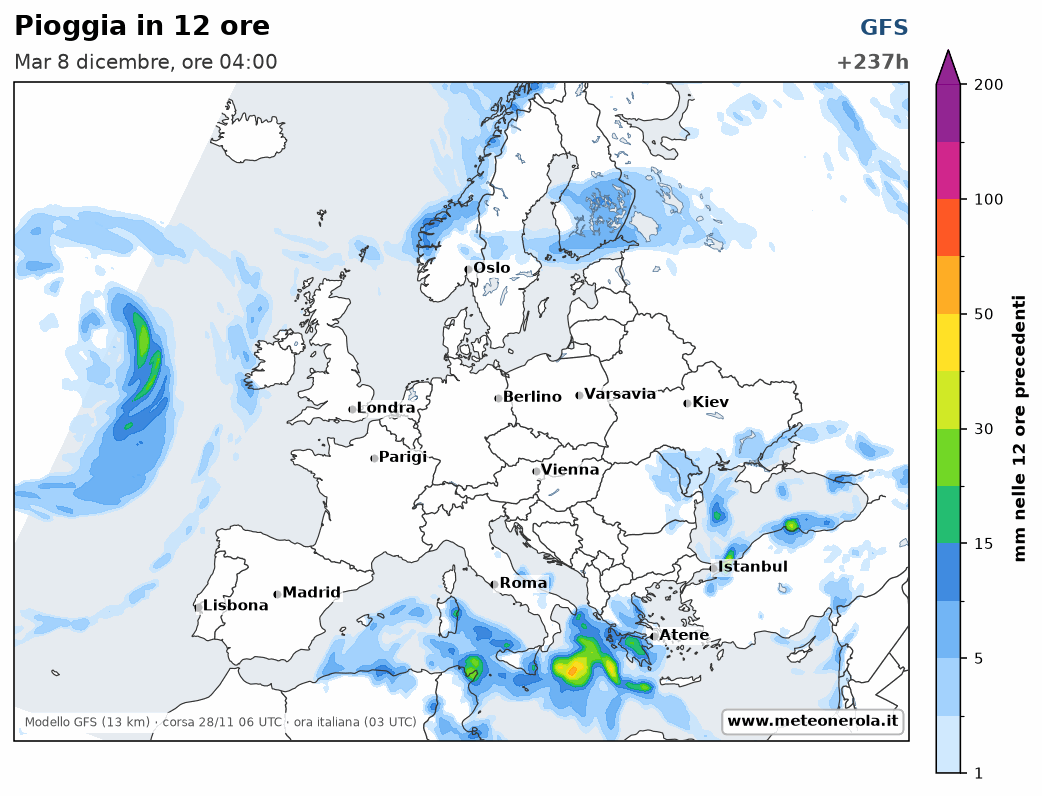 Pioggia in 12 ore
GFS
Mar 8 dicembre, ore 04:00
+237h
200
100
50
30
15
5
1
mm nelle 12 ore precedenti
Oslo
Berlino
Varsavia
Kiev
Londra
Parigi
Vienna
Istanbul
Roma
Madrid
Lisbona
Atene
Modello GFS (13 km) · corsa 28/11 06 UTC · ora italiana (03 UTC)
www.meteonerola.it